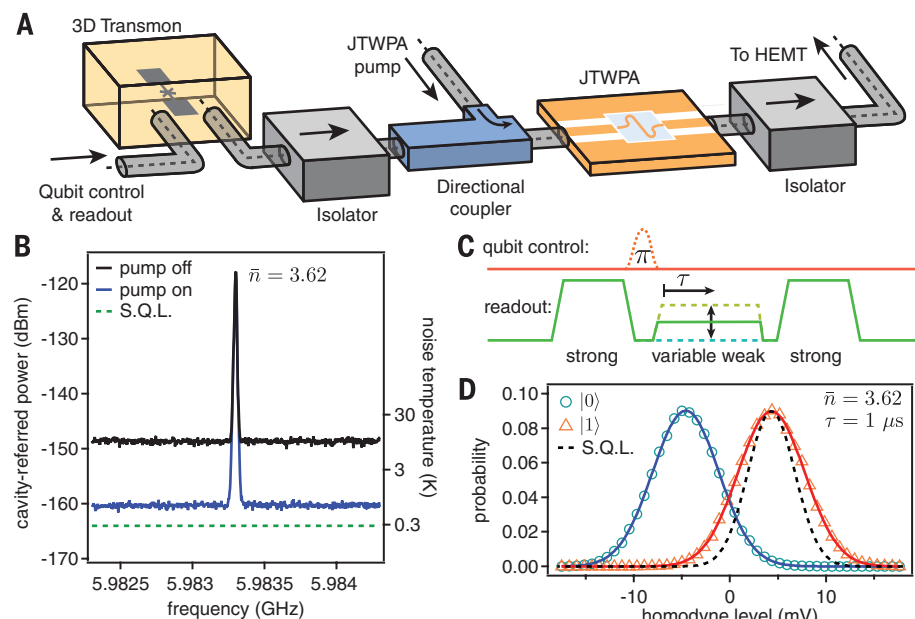 A
3D Transmon
JTWPA
pump
JTWPA
To HEMT
Qubit control
& readout
Isolator
Directional
coupler
Isolator
B
pump off
pump on
S.Q.L.
n̄ = 3.62
-120
-130
-140
-150
-160
-170
cavity-referred power (dBm)
30
3
0.3
noise temperature (K)
5.9825
5.983
5.9835
5.984
frequency (GHz)
C
qubit control:
π
readout:
τ
strong
variable weak
strong
D
|0⟩
|1⟩
S.Q.L.
n̄ = 3.62
τ = 1 μs
0.10
0.08
0.06
0.04
0.02
0.00
probability
-10
0
10
homodyne level (mV)